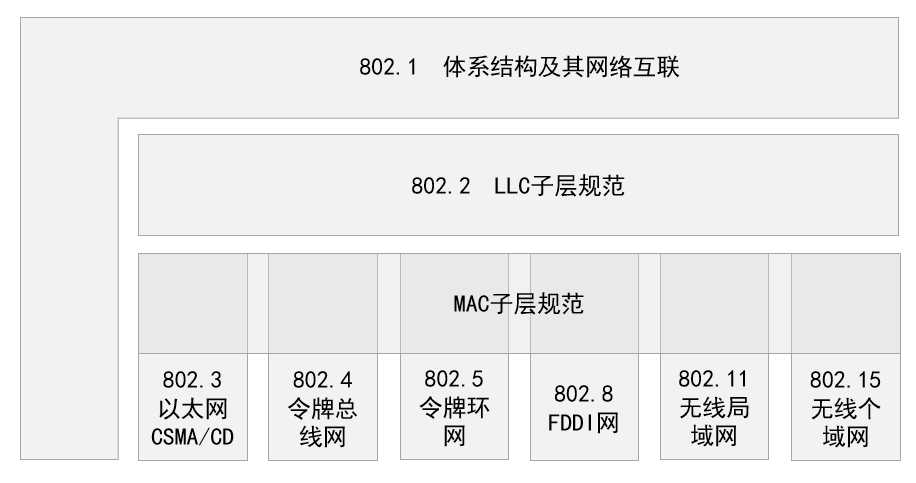 802.1 体系结构及其网络互联
802.2 LLC子层规范
MAC子层规范
802.3
以太网
CSMA/CD
802.4
令牌总
线网
802.5
令牌环
网
802.8
FDDI网
802.11
无线局
域网
802.15
无线个
域网